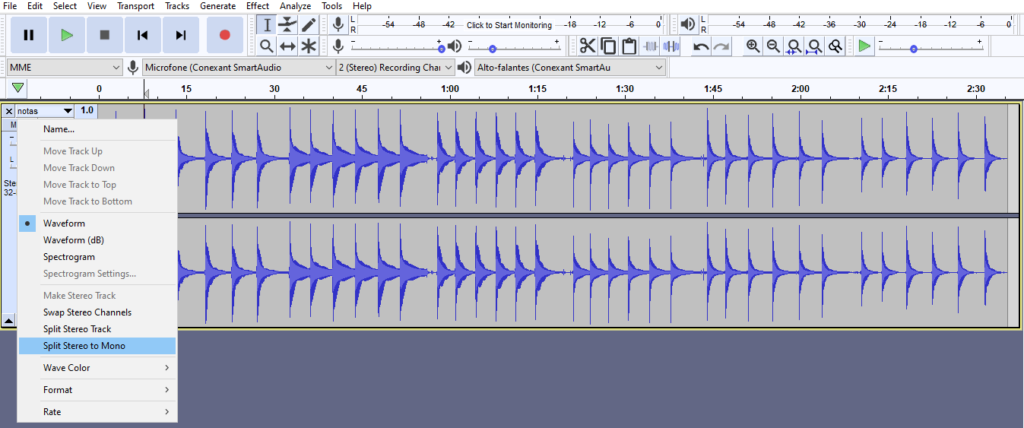 File Edit Select View Transport Tracks Generate Effect Analyze Tools Help
L R -54 -48 -42 Click to Start Monitoring -18 -12 -6 0
L R -54 -48 -42 -36 -30 -24 -18 -12 -6 0
MME Microfone (Conexant SmartAudio 2 (Stereo) Recording Chan Alto-falantes (Conexant SmartAu
0 15 30 45 1:00 1:15 1:30 1:45 2:00 2:15 2:30
notas 1.0
M
L
Ste
32-
Name...
Move Track Up
Move Track Down
Move Track to Top
Move Track to Bottom
Waveform
Waveform (dB)
Spectrogram
Spectrogram Settings...
Make Stereo Track
Swap Stereo Channels
Split Stereo Track
Split Stereo to Mono
Wave Color
Format
Rate